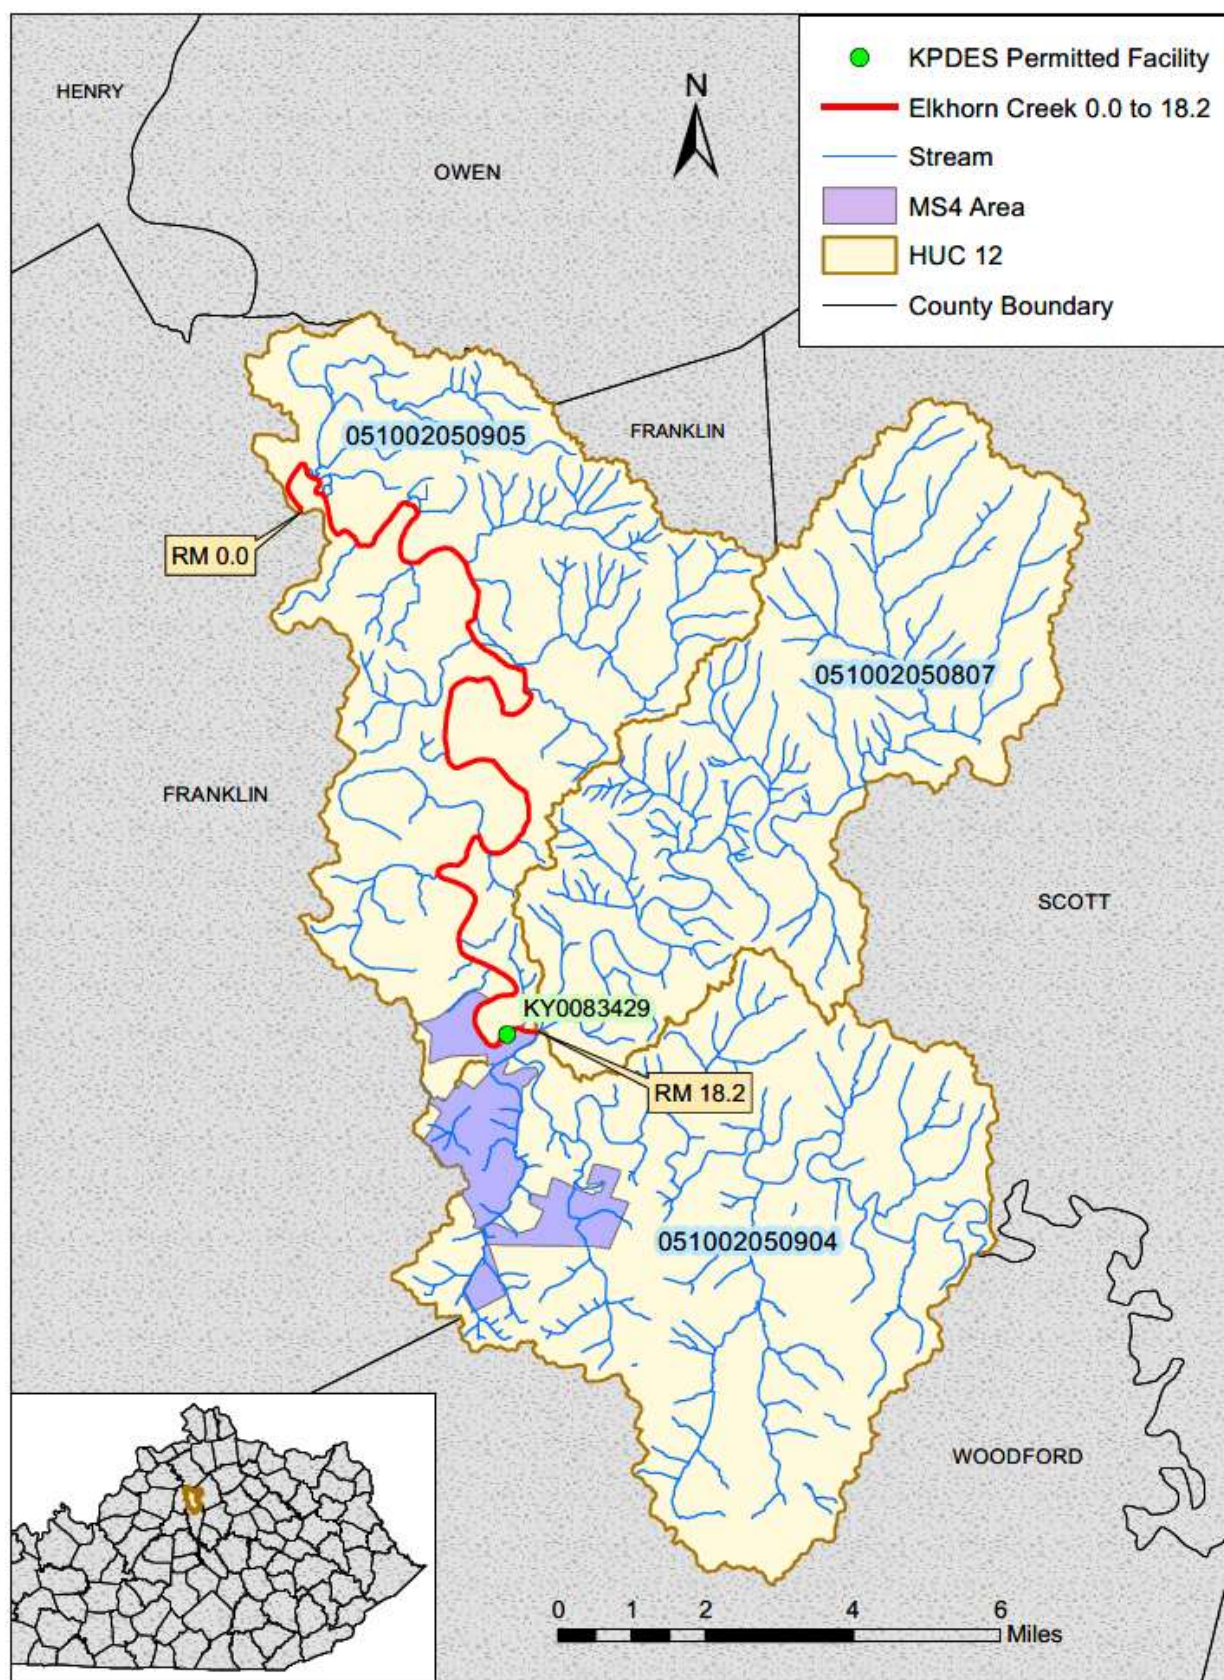 HENRY
OWEN
N
KPDES Permitted Facility
Elkhorn Creek 0.0 to 18.2
Stream
MS4 Area
HUC 12
County Boundary
051002050905
FRANKLIN
RM 0.0
051002050807
FRANKLIN
SCOTT
KY0083429
RM 18.2
051002050904
WOODFORD
0 1 2 4 6
Miles